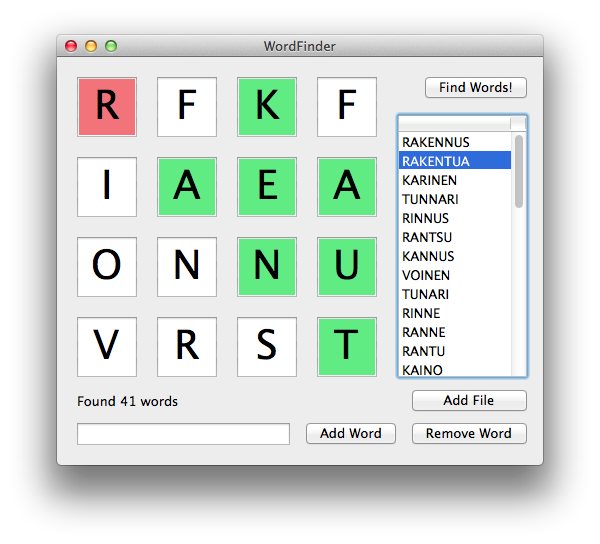 WordFinder
R F K F
I A E A
O N N U
V R S T
Find Words!
RAKENNUS
RAKENTUA
KARINEN
TUNNARI
RINNUS
RANTSU
KANNUS
VOINEN
TUNARI
RINNE
RANNE
RANTU
KAINO
Found 41 words
Add File
Add Word
Remove Word